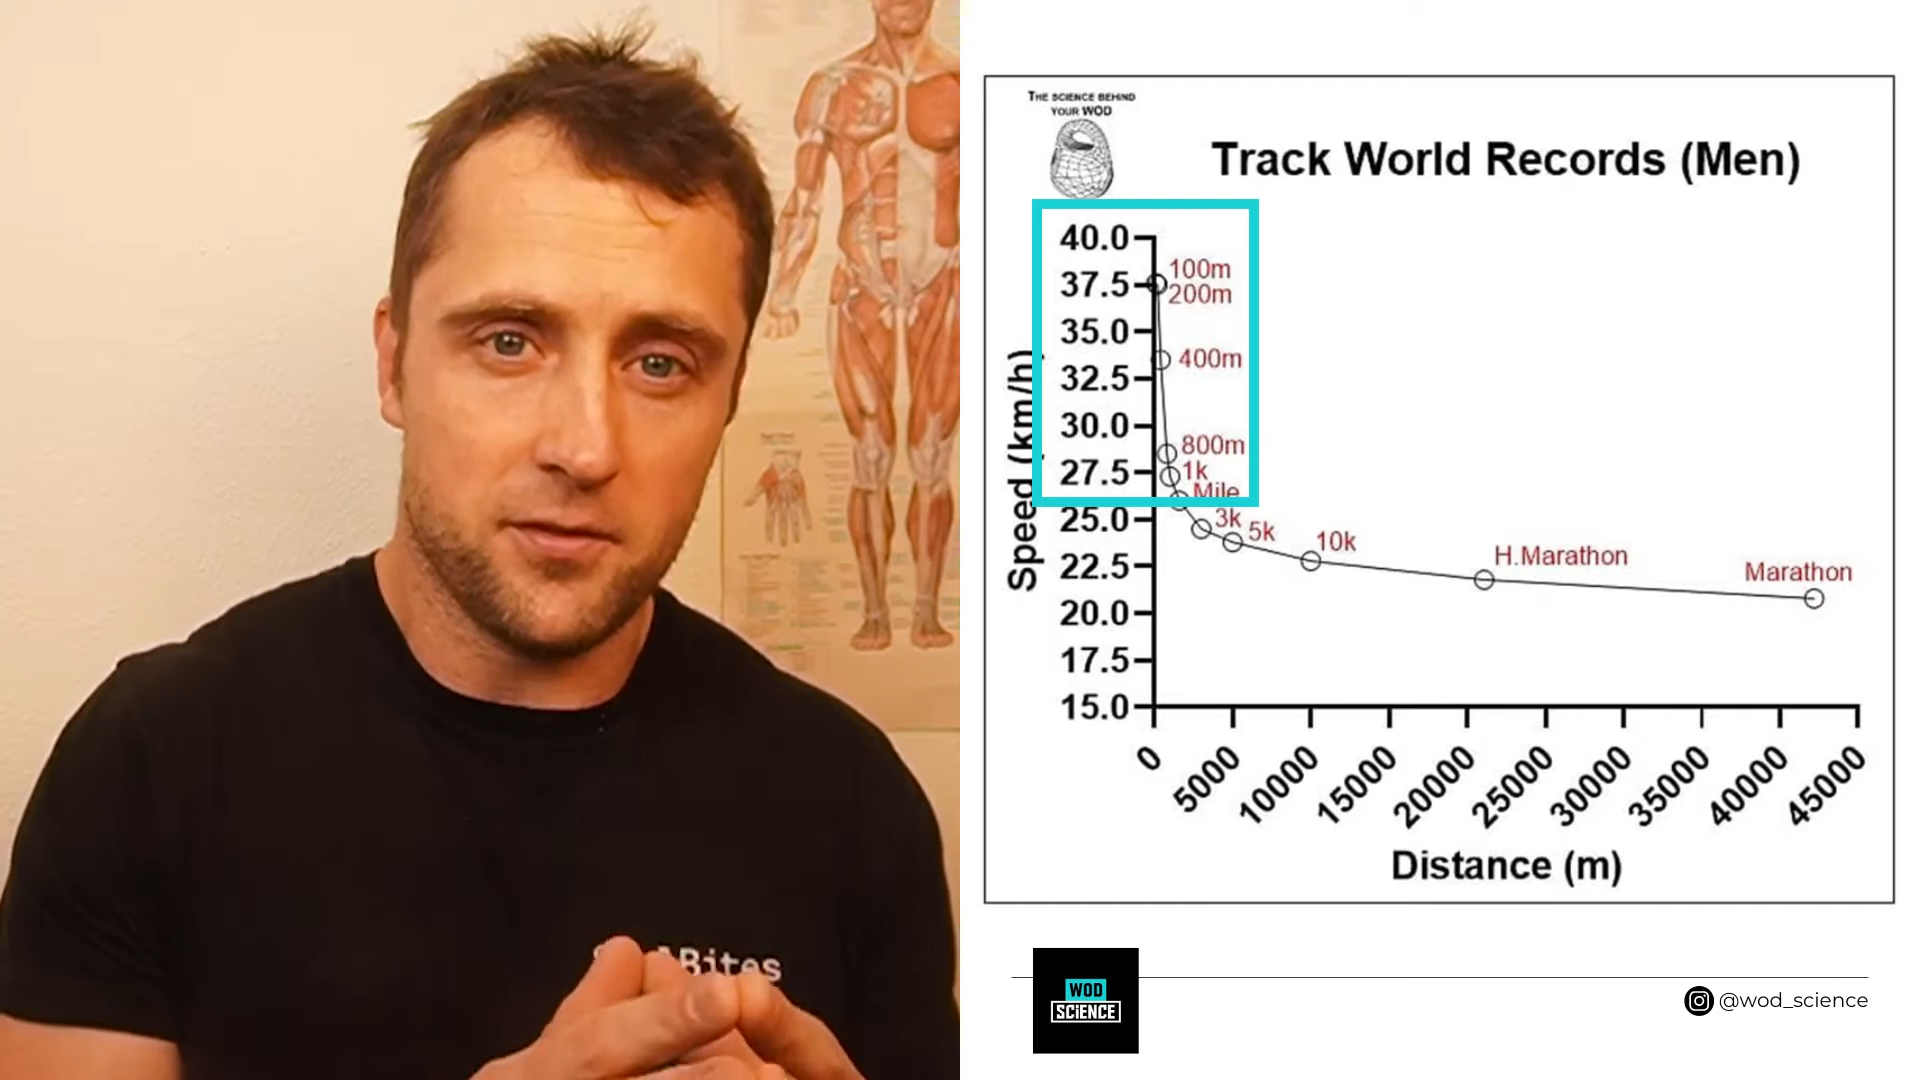 THE SCIENCE BEHIND
YOUR WOD
Track World Records (Men)
Speed (km/h)
40.0
37.5
35.0
32.5
30.0
27.5
25.0
22.5
20.0
17.5
15.0
100m
200m
400m
800m
1k
Mile
3k
5k
10k
H.Marathon
Marathon
0
5000
10000
15000
20000
25000
30000
35000
40000
45000
Distance (m)
Bites
WOD
SCIENCE
@wod_science